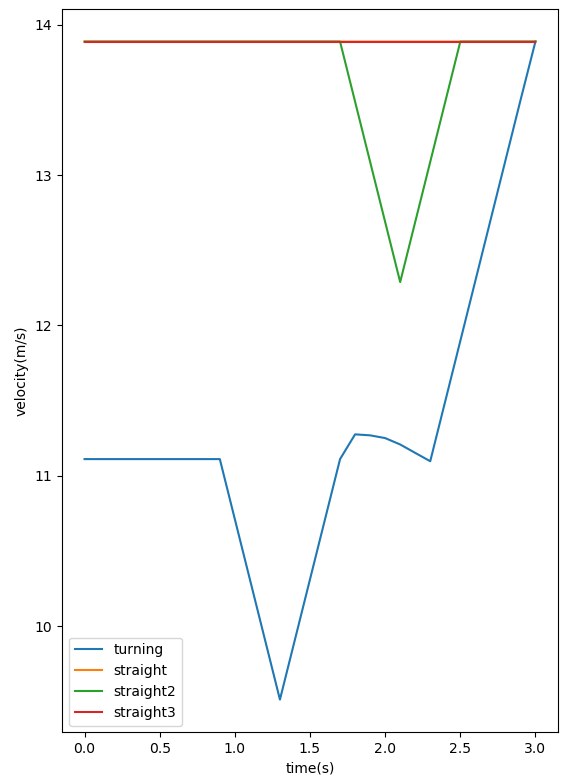 14
13
12
11
10
velocity(m/s)
turning
straight
straight2
straight3
0.0 0.5 1.0 1.5 2.0 2.5 3.0
time(s)